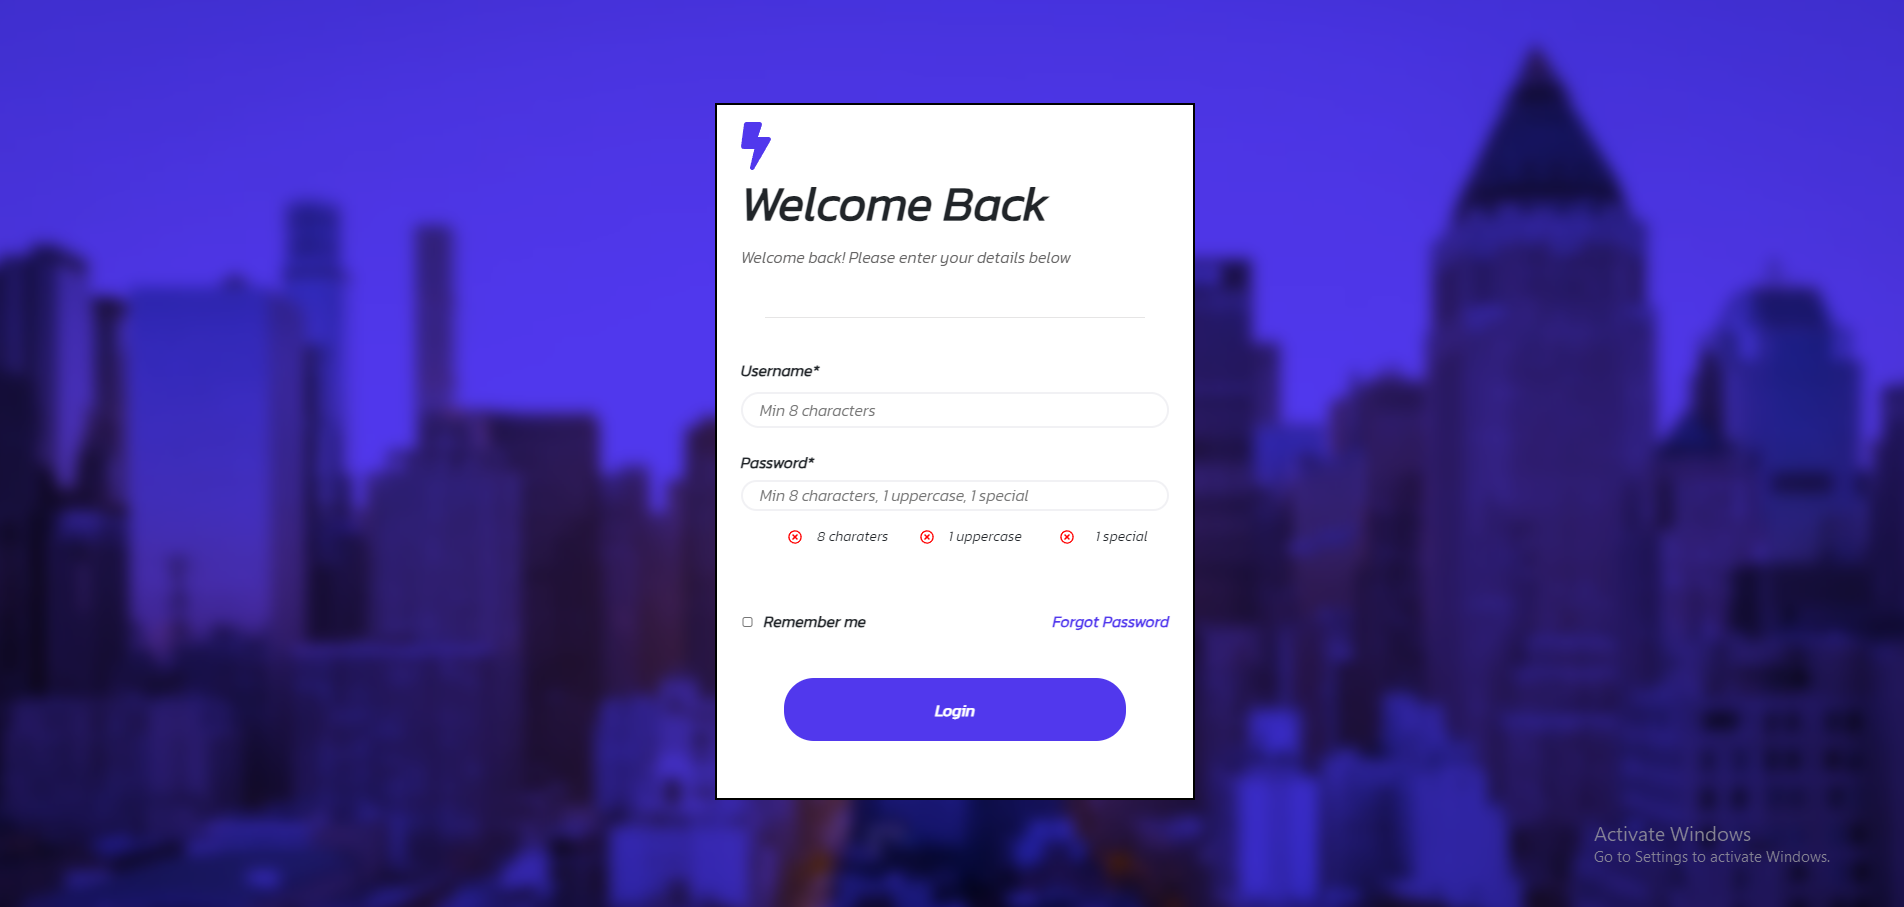 Welcome Back
Welcome back! Please enter your details below
Username*
Min 8 characters
Password*
Min 8 characters, 1 uppercase, 1 special
8 charaters 1 uppercase 1 special
Remember me Forgot Password
Login
Activate Windows
Go to Settings to activate Windows.